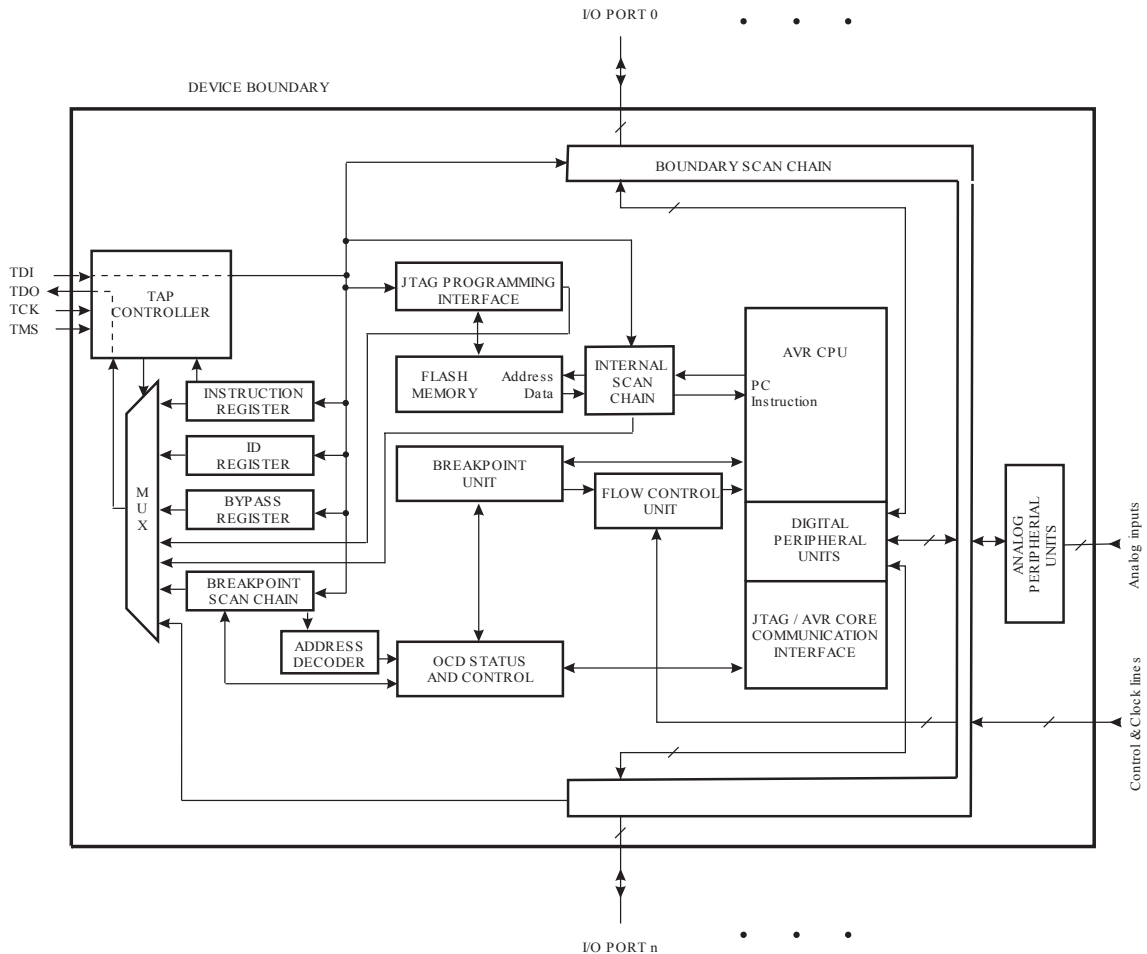 I/O PORT 0
DEVICE BOUNDARY
BOUNDARY SCAN CHAIN
TDI
TDO
TCK
TMS
TAP
CONTROLLER
JTAG PROGRAMMING
INTERFACE
AVR CPU
FLASH
MEMORY
Address
Data
INTERNAL
SCAN
CHAIN
PC
Instruction
INSTRUCTION
REGISTER
ID
REGISTER
BREAKPOINT
UNIT
FLOW CONTROL
UNIT
M
U
X
BYPASS
REGISTER
DIGITAL
PERIPHERAL
UNITS
ANALOG
PERIPHERIAL
UNITS
Analog inputs
BREAKPOINT
SCAN CHAIN
JTAG / AVR CORE
COMMUNICATION
INTERFACE
ADDRESS
DECODER
OCD STATUS
AND CONTROL
Control & Clock lines
I/O PORT n